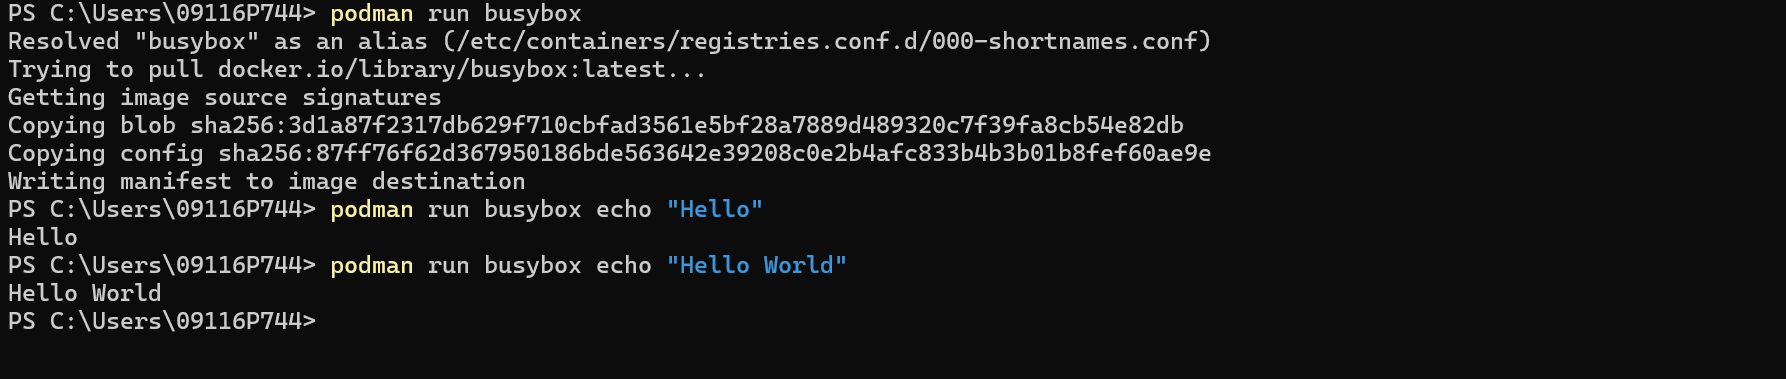 PS C:\Users\09116P744> podman run busybox
Resolved "busybox" as an alias (/etc/containers/registries.conf.d/000-shortnames.conf)
Trying to pull docker.io/library/busybox:latest...
Getting image source signatures
Copying blob sha256:3d1a87f2317db629f710cbfad3561e5bf28a7889d489320c7f39fa8cb54e82db
Copying config sha256:87ff76f62d367950186bde563642e39208c0e2b4afc833b4b3b01b8fef60ae9e
Writing manifest to image destination
PS C:\Users\09116P744> podman run busybox echo "Hello"
Hello
PS C:\Users\09116P744> podman run busybox echo "Hello World"
Hello World
PS C:\Users\09116P744>